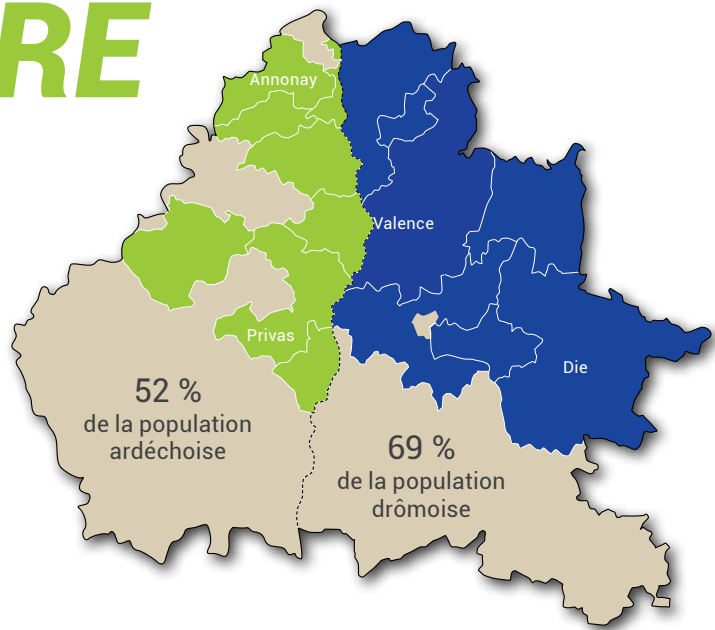 RE
Annonay
Valence
Privas
Die
52 %
de la population
ardéchoise
69 %
de la population
drômoise